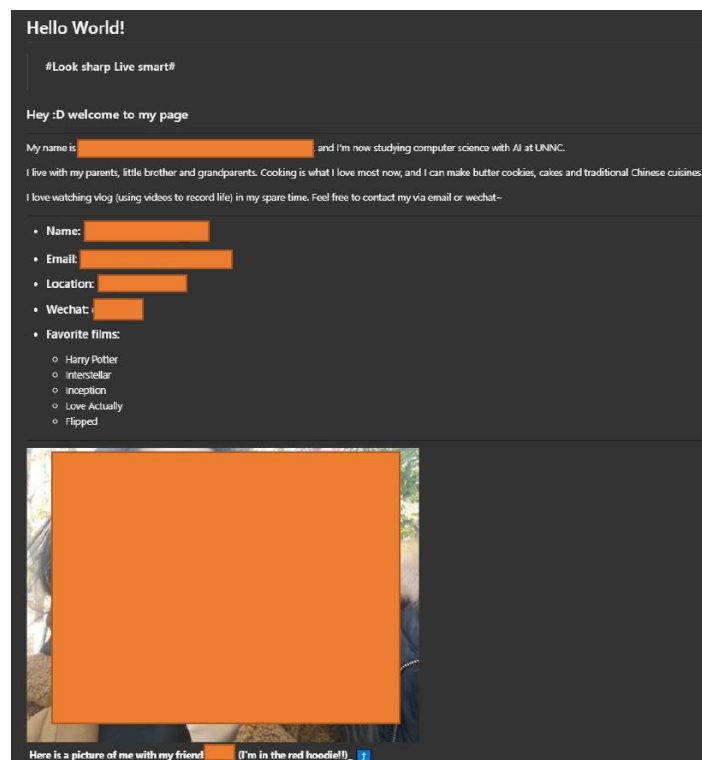 Hello World!
#Look sharp Live smart#
Hey :D welcome to my page
My name is , and I'm now studying computer science with AI at UNNC.
I live with my parents, little brother and grandparents. Cooking is what I love most now, and I can make butter cookies, cakes and traditional Chinese cuisines.
I love watching vlog (using videos to record life) in my spare time. Feel free to contact my via email or wechat~
• Name:
• Email:
• Location:
• Wechat:
• Favorite films:
○ Harry Potter
○ Interstellar
○ Inception
○ Love Actually
○ Flipped
Here is a picture of me with my friend (I'm in the red hoodie!!)_ ↑